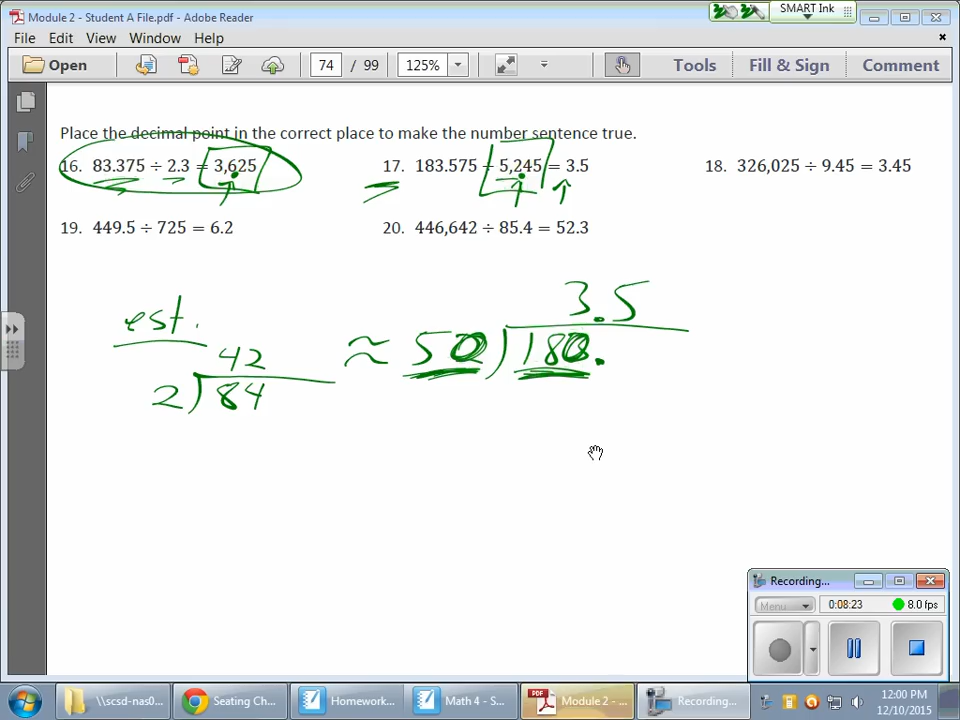 Module 2 - Student A File.pdf - Adobe Reader
SMART Ink
File Edit View Window Help
Open 74 / 99 125% Tools Fill & Sign Comment
Place the decimal point in the correct place to make the number sentence true.
16. 83.375 ÷ 2.3 = 3,625 17. 183.575 ÷ 5,245 = 3.5 18. 326,025 ÷ 9.45 = 3.45
19. 449.5 ÷ 725 = 6.2 20. 446,642 ÷ 85.4 = 52.3
est.
42
2 ) 84
3.5
≈ 50 ) 180.
Recording...
Menu 0:08:23 8.0 fps
\\sscd-nas0... Seating Ch... Homework... Math 4 - S... PDF Module 2 - ... Recording... 12:00 PM
12/10/2015